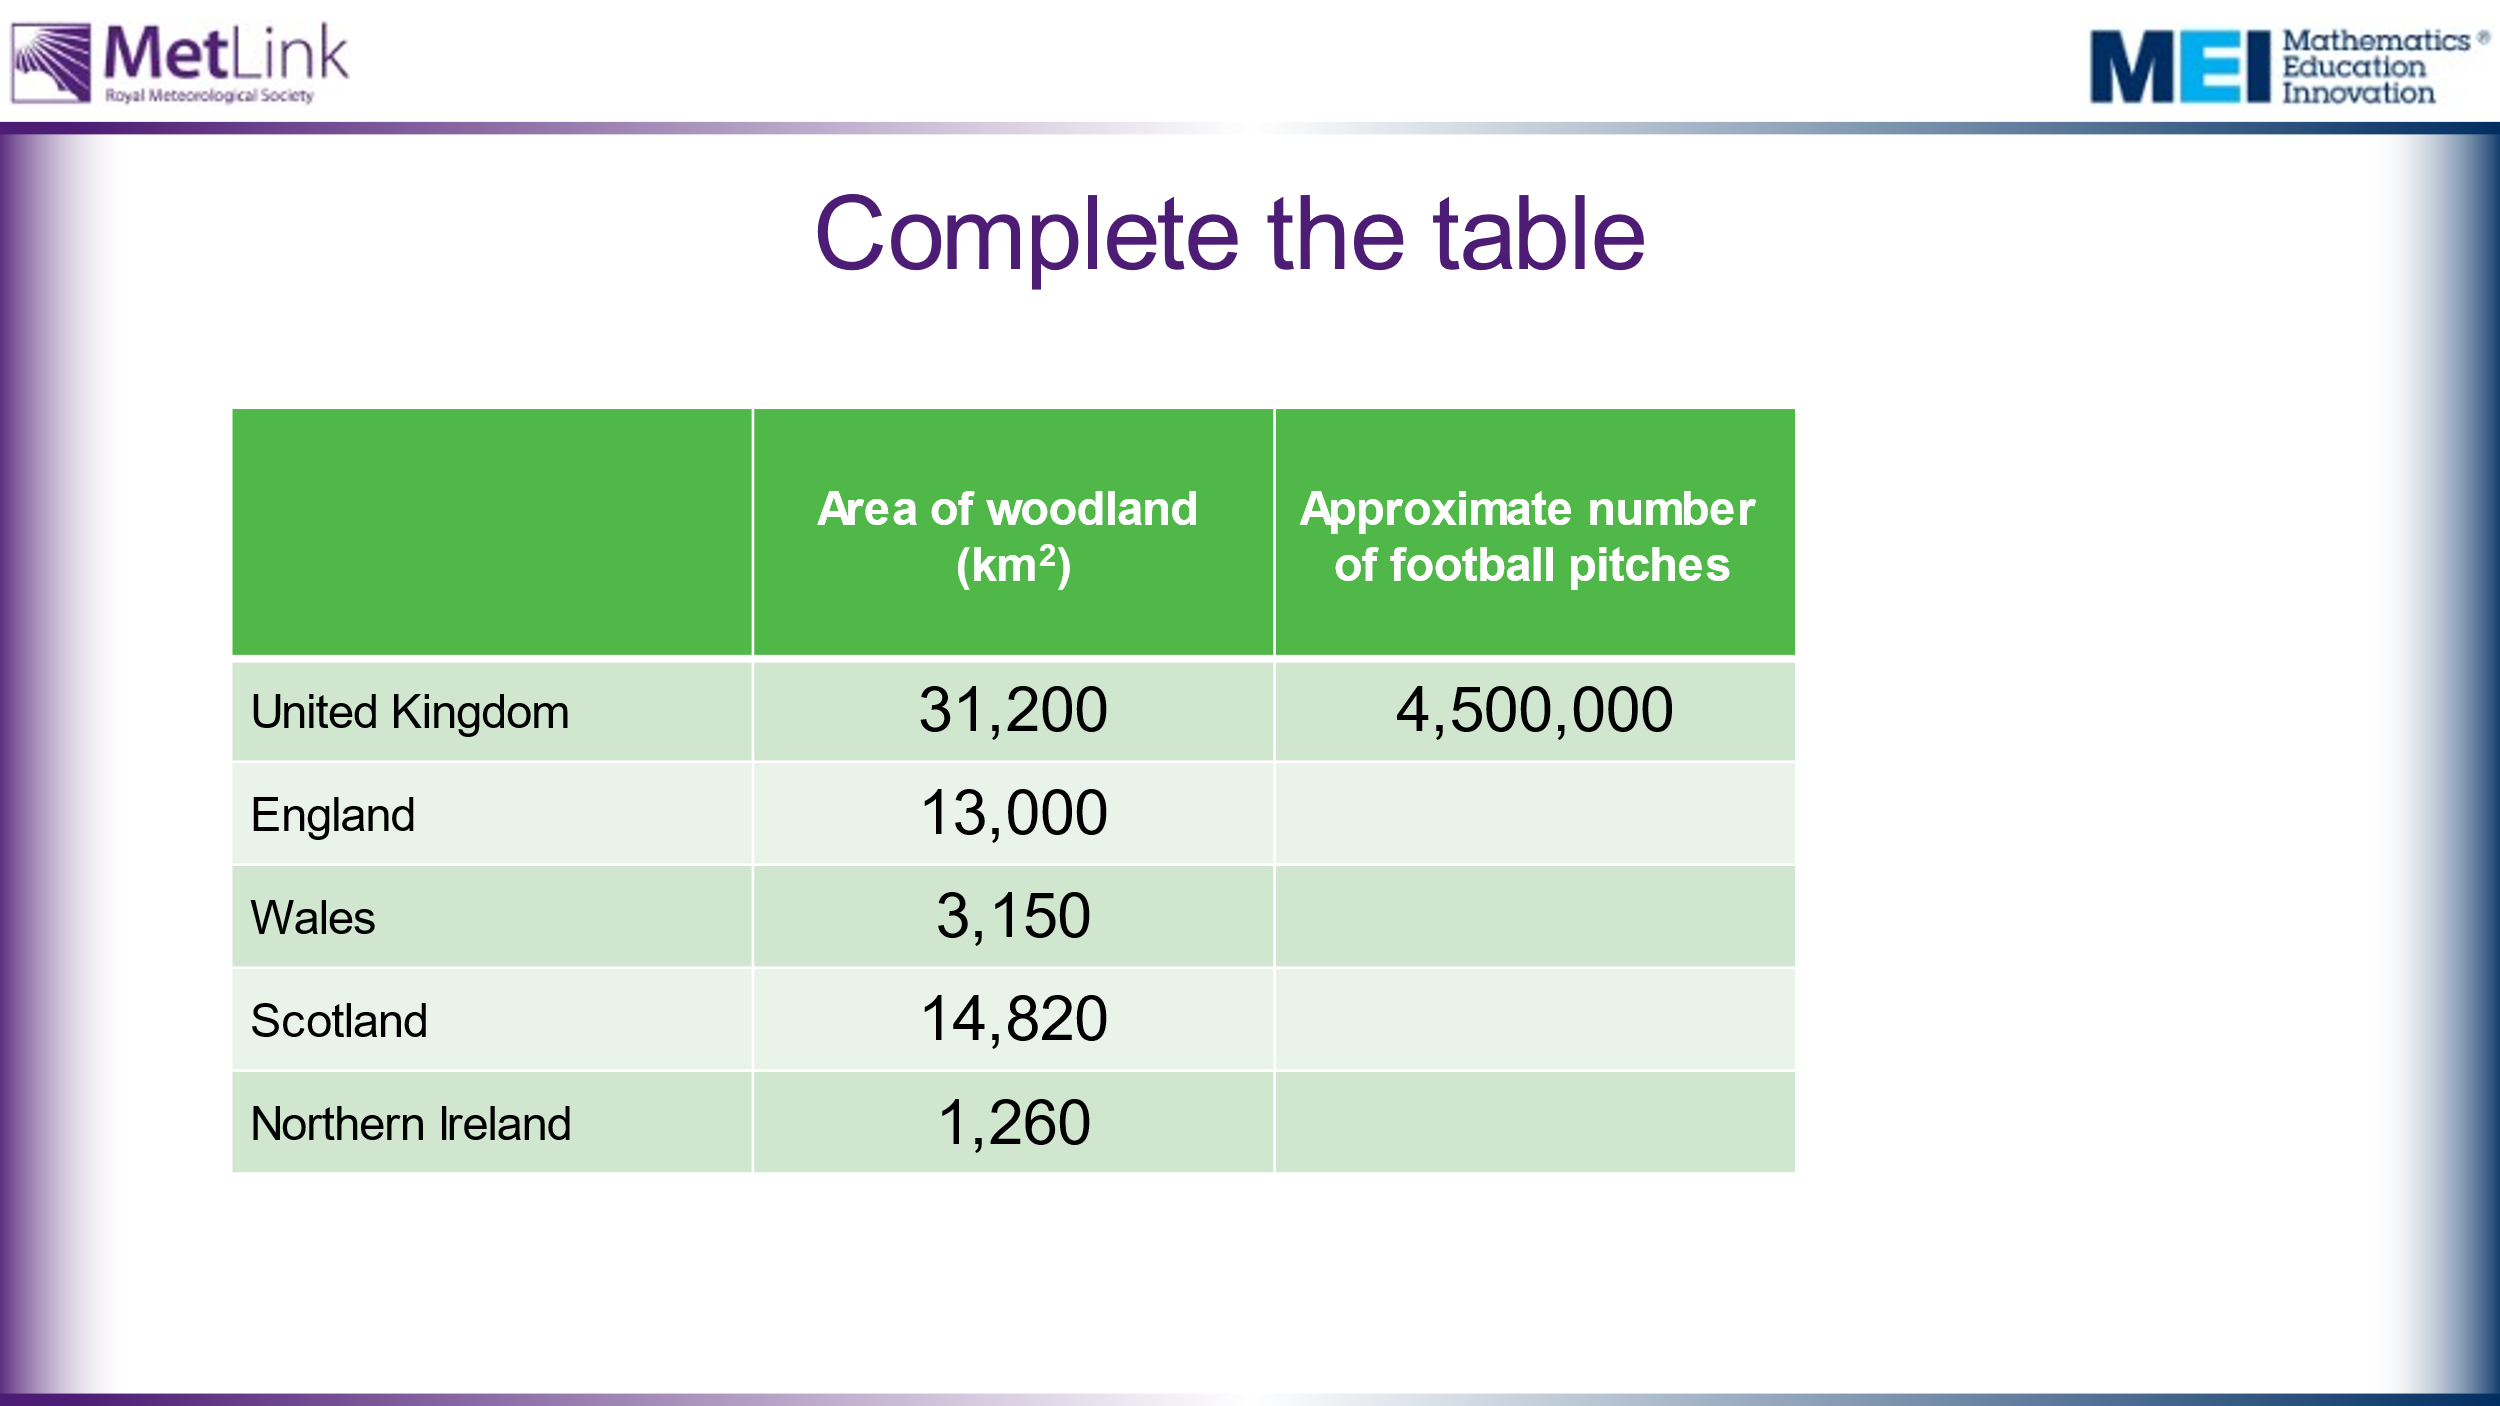 MetLink
Royal Meteorological Society
MEI Mathematics ®
Education
Innovation
Complete the table
Area of woodland
(km²)
Approximate number
of football pitches
United Kingdom 31,200 4,500,000
England 13,000
Wales 3,150
Scotland 14,820
Northern Ireland 1,260